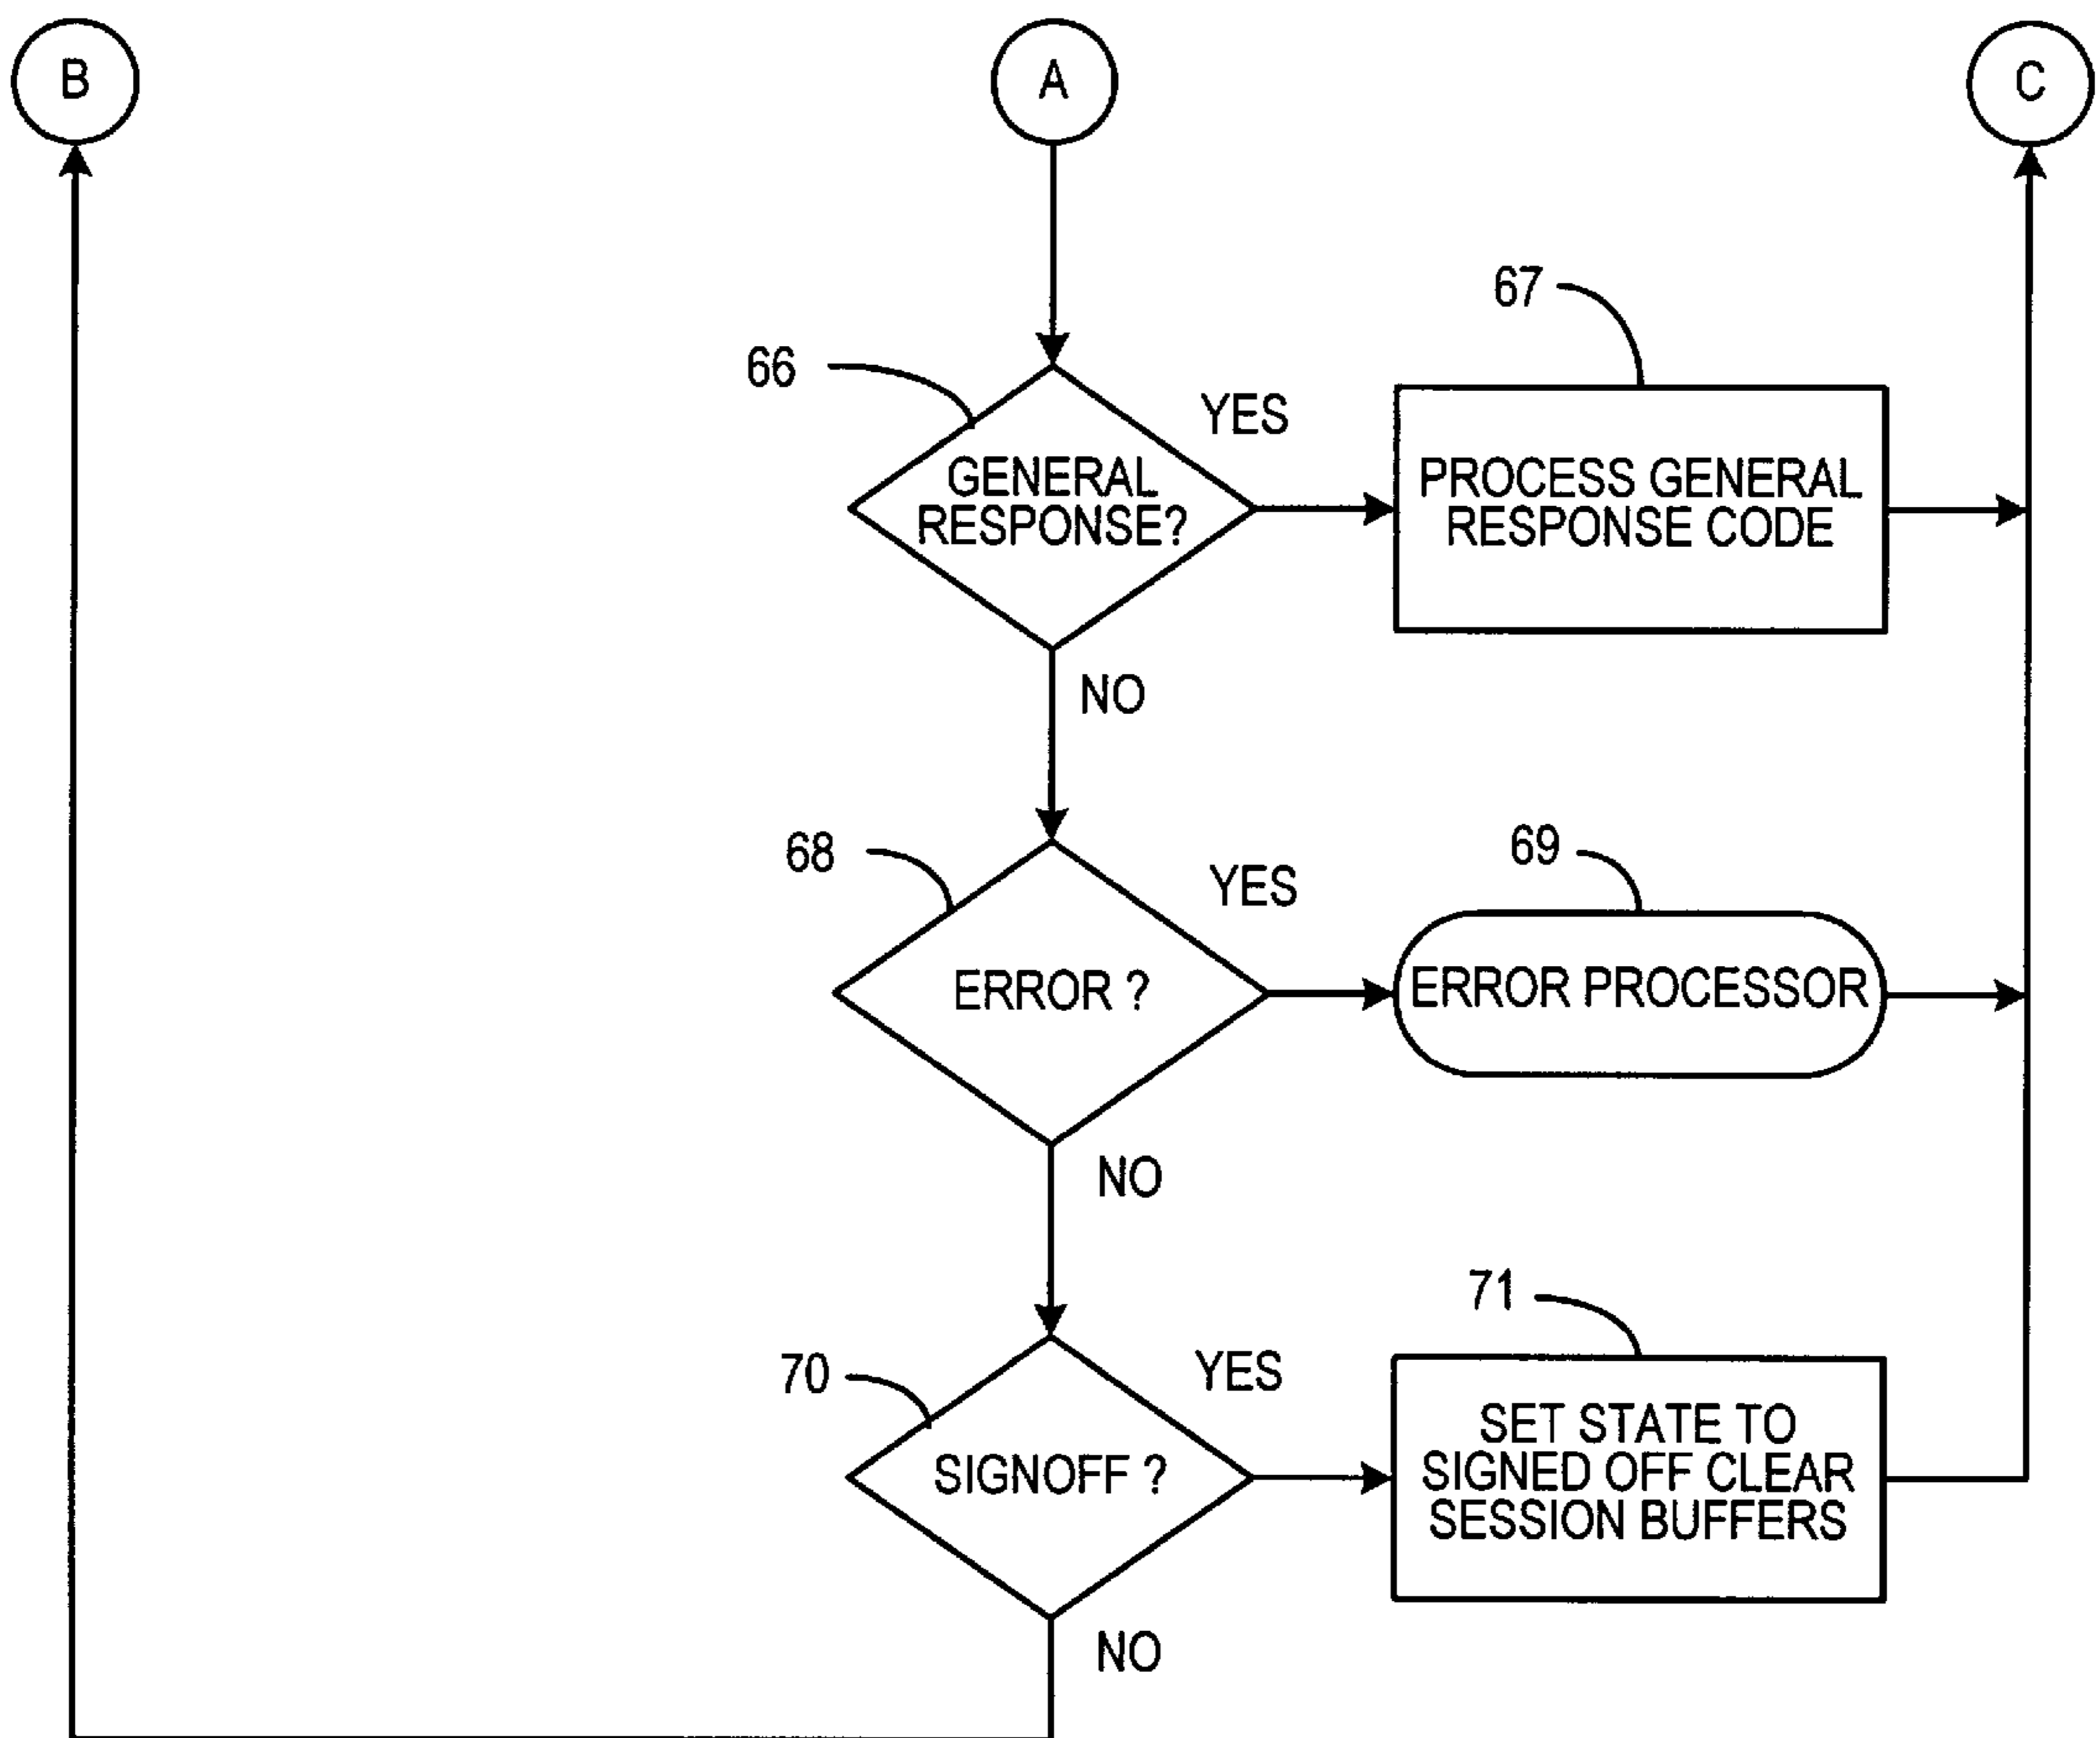 B
A
C
67
66
YES
GENERAL
RESPONSE?
PROCESS GENERAL
RESPONSE CODE
NO
68
69
YES
ERROR ?
ERROR PROCESSOR
NO
71
70
YES
SIGNOFF ?
SET STATE TO
SIGNED OFF CLEAR
SESSION BUFFERS
NO